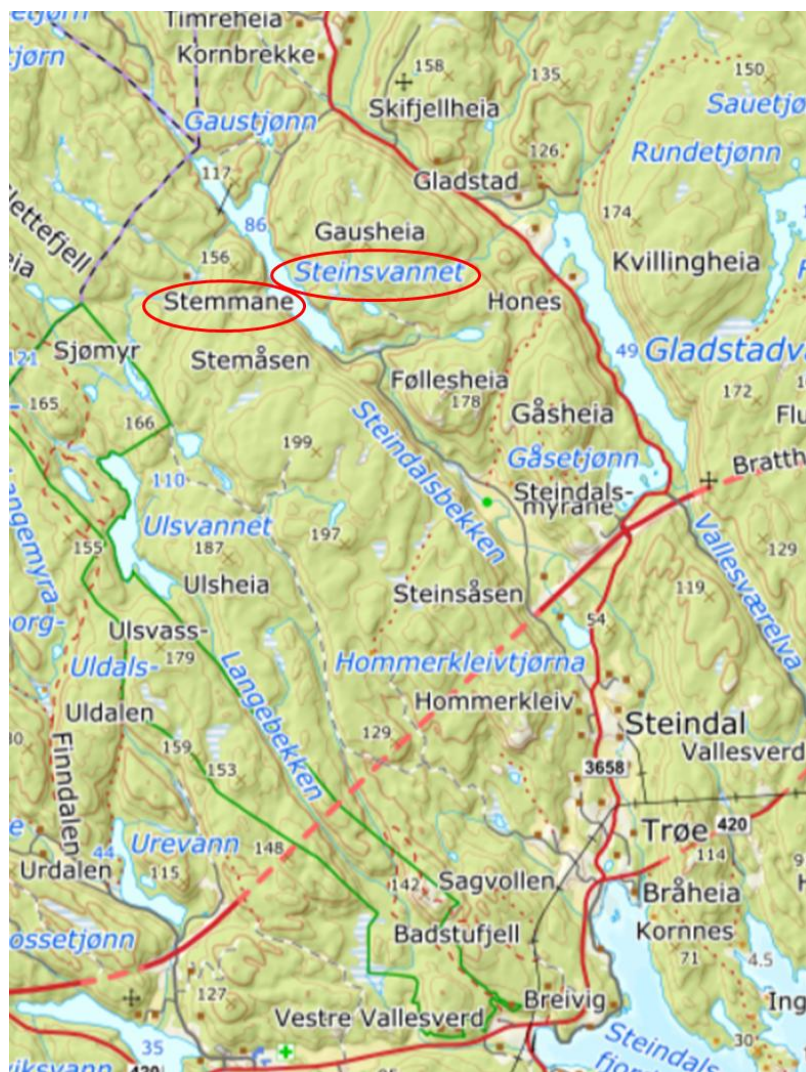 Timreheia
Kornbrekke
158
135
150
Skifjellheia
Gaustjønn
126
Rundetjønn
117
Gladstad
86
174
Gausheia
156
Steinsvannet
Kvillingheia
Stemmane
Hones
Sjømyr
121
Stemåsen
49
Føllesheia
165
178
172
166
Gåsheia
199
Steindalsbekken
Gåsetjønn
110
Steindals-
myrane
Ulsvannet
197
155
187
129
Ulsheia
Steinsåsen
119
Vallesværelva
54
Ulsvass-
179
Uldals-
Langebekken
Hommerkleivtjørna
Uldalen
Hommerkleiv
Steindal
129
Finndalen
159
153
Vallesverd
3658
Trøe
420
Urevann
148
44
114
Urdalen
115
142
Sagvollen
Bråheia
Badstufjell
Kornnes
71
4.5
127
Breivig
Vestre Vallesverd
35
30
Steindals-
420